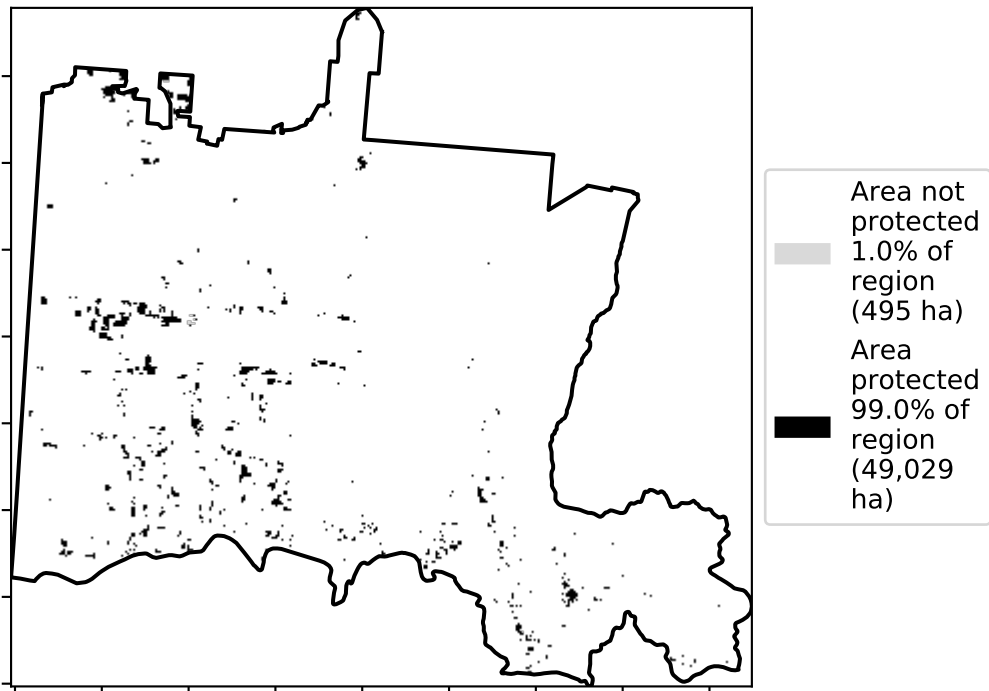 Area not
protected
1.0% of
region
(495 ha)
Area
protected
99.0% of
region
(49,029
ha)